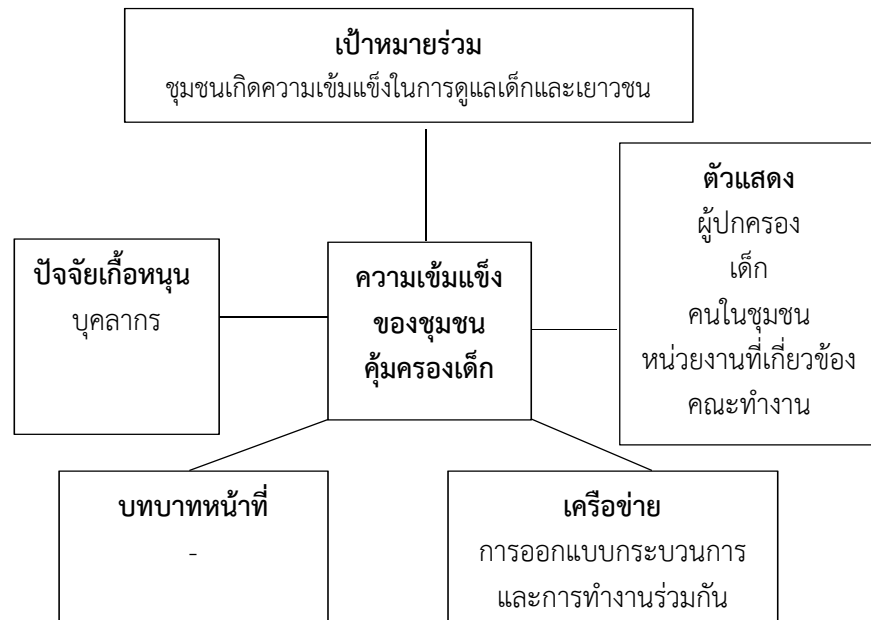 เป้าหมายร่วม
ชุมชนเกิดความเข้มแข็งในการดูแลเด็กและเยาวชน
ตัวแสดง
ผู้ปกครอง
เด็ก
คนในชุมชน
หน่วยงานที่เกี่ยวข้อง
คณะทำงาน
ปัจจัยเกื้อหนุน
บุคลากร
ความเข้มแข็ง
ของชุมชน
คุ้มครองเด็ก
บทบาทหน้าที่
-
เครือข่าย
การออกแบบกระบวนการ
และการทำงานร่วมกัน